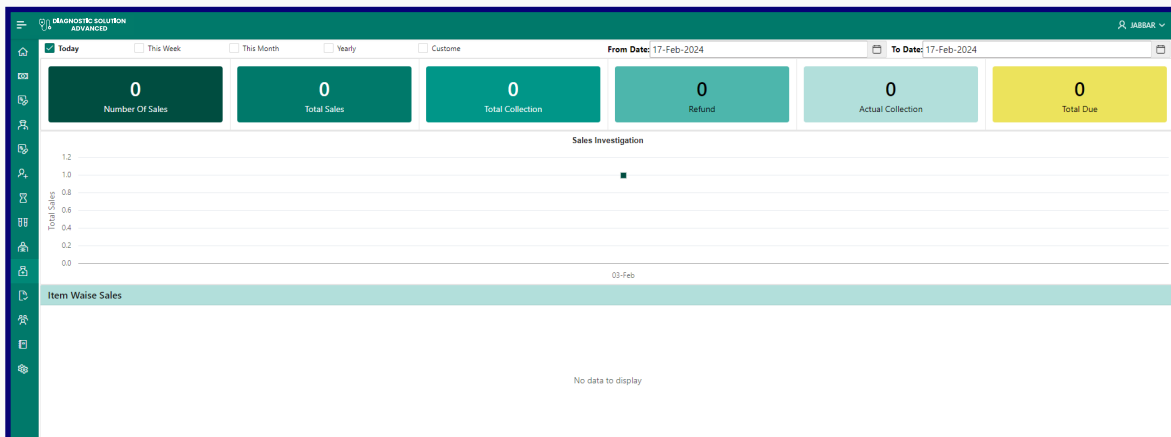 DIAGNOSTIC SOLUTION
ADVANCED
JABBAR
Today This Week This Month Yearly Custome From Date: 17-Feb-2024 To Date: 17-Feb-2024
0 0 0 0 0 0
Number Of Sales Total Sales Total Collection Refund Actual Collection Total Due
Sales Investigation
Total Sales
1.2
1.0
0.8
0.6
0.4
0.2
0.0
03-Feb
Item Waise Sales
No data to display